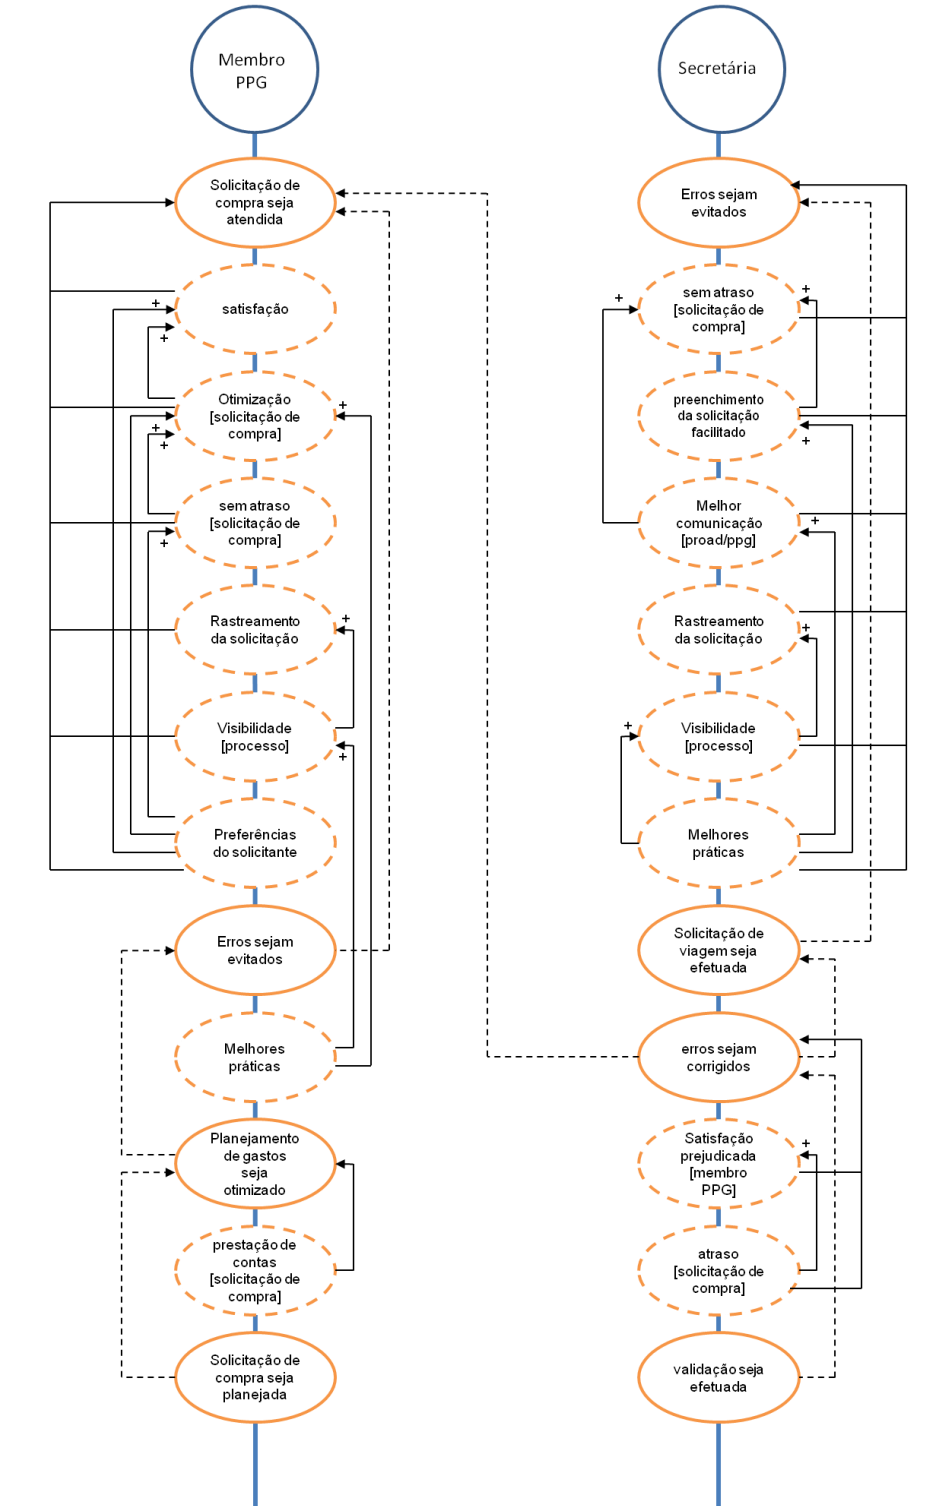 Membro
PPG
Solicitação de
compra seja
atendida
satisfação
+
+
Otimização
[solicitação de
compra]
+
+
+
sem atraso
[solicitação de
compra]
+
Rastreamento
da solicitação
+
Visibilidade
[processo]
+
Preferências
do solicitante
Erros sejam
evitados
Melhores
práticas
Planejamento
de gastos
seja
otimizado
prestação de
contas
[solicitação de
compra]
Solicitação de
compra seja
planejada
Secretária
Erros sejam
evitados
sem atraso
[solicitação de
compra]
+
+
preenchimento
da solicitação
facilitado
+
Melhor
comunicação
[proad/ppg]
+
Rastreamento
da solicitação
+
Visibilidade
[processo]
+
Melhores
práticas
Solicitação de
viagem seja
efetuada
erros sejam
corrigidos
Satisfação
prejudicada
[membro
PPG]
+
atraso
[solicitação de
compra]
validação seja
efetuada